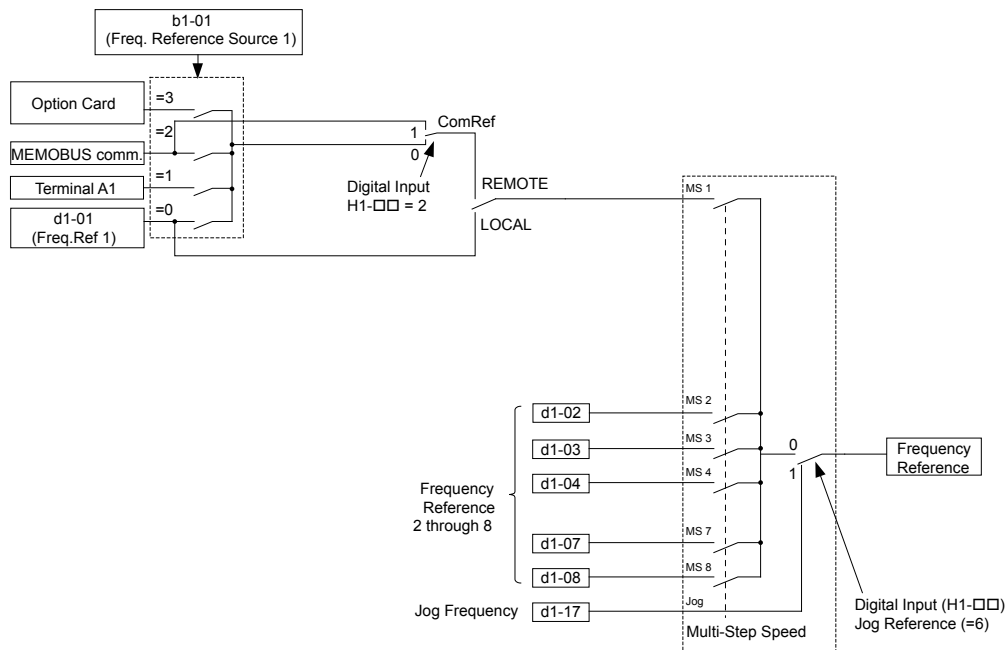 b1-01
(Freq. Reference Source 1)
Option Card
=3
=2
MEMOBUS comm.
=1
Terminal A1
=0
d1-01
(Freq.Ref 1)
1
ComRef
0
Digital Input
H1-□□ = 2
REMOTE
LOCAL
MS 1
Frequency
Reference
2 through 8
d1-02
MS 2
d1-03
MS 3
d1-04
MS 4
d1-07
MS 7
d1-08
MS 8
Jog Frequency
d1-17
Jog
Multi-Step Speed
0
1
Frequency
Reference
Digital Input (H1-□□)
Jog Reference (=6)